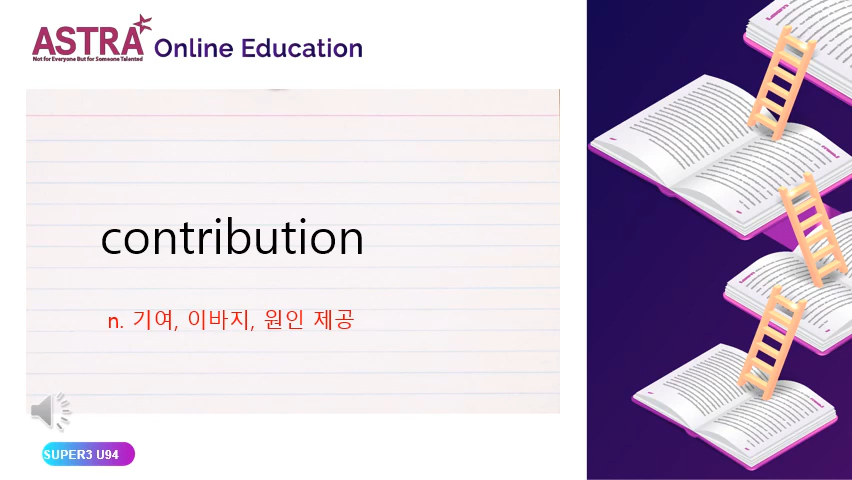 ASTRA
Not for Everyone But for Someone Talented
Online Education
contribution
n. 기여, 이바지, 원인 제공
SUPER3 U94